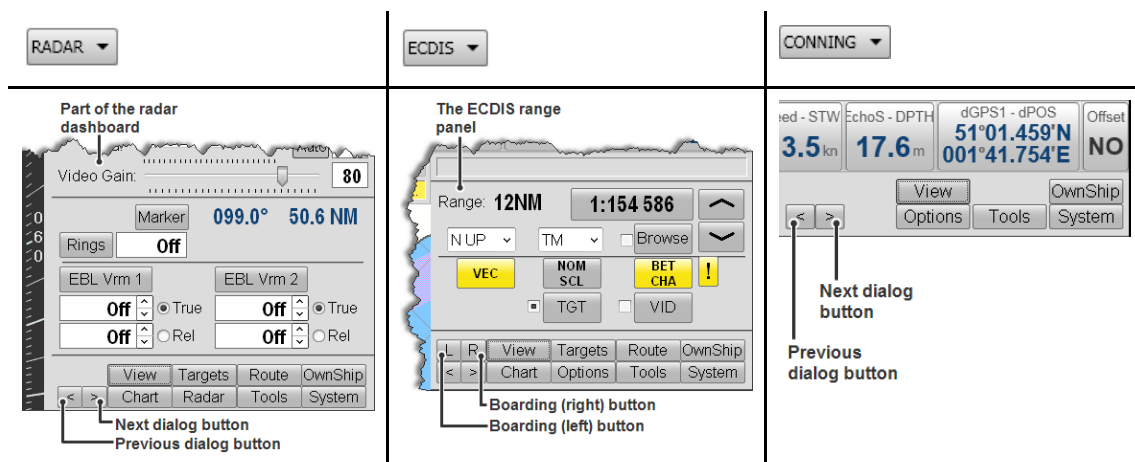 RADAR
ECDIS
CONNING
Part of the radar
dashboard
Video Gain:
80
Marker 099.0° 50.6 NM
Rings Off
0
6
0
EBL Vrm 1 EBL Vrm 2
Off True Off True
Off Rel Off Rel
View Targets Route OwnShip
< > Chart Radar Tools System
Next dialog button
Previous dialog button
The ECDIS range
panel
Range: 12NM 1:154 586
N UP TM Browse
VEC NOM SCL BET CHA !
TGT VID
L R View Targets Route OwnShip
< > Chart Options Tools System
Boarding (right) button
Boarding (left) button
eed - STW EchoS - DPTH dGPS1 - dPOS Offset
3.5 kn 17.6 m 51°01.459'N NO
001°41.754'E
View OwnShip
< > Options Tools System
Next dialog
button
Previous
dialog button